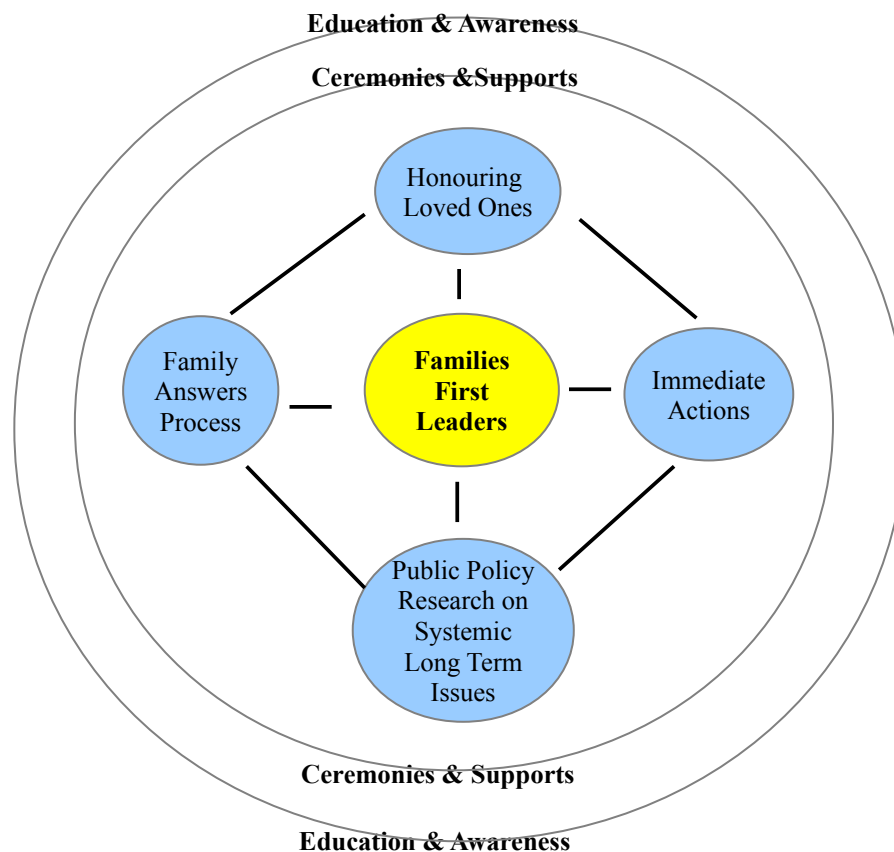 Education & Awareness
Ceremonies &Supports
Honouring
Loved Ones
Family
Answers
Process
Families
First
Leaders
Immediate
Actions
Public Policy
Research on
Systemic
Long Term
Issues
Ceremonies & Supports
Education & Awareness